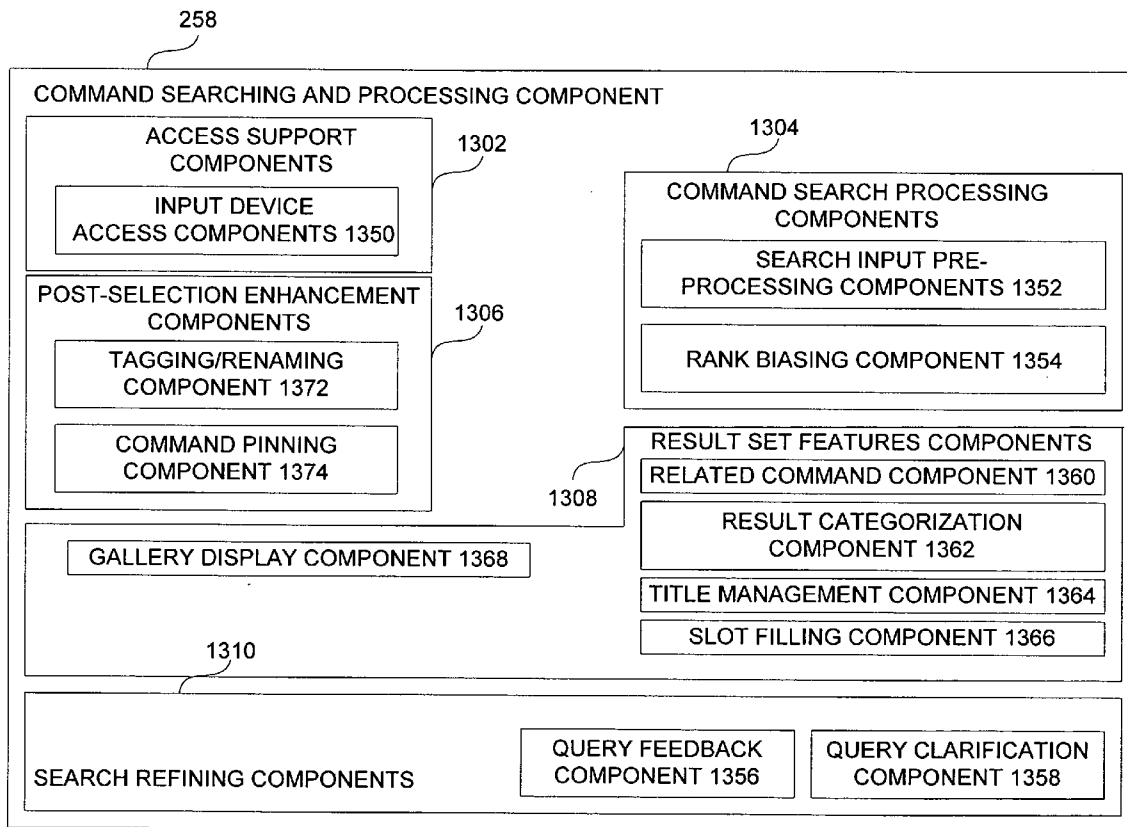 258
COMMAND SEARCHING AND PROCESSING COMPONENT
ACCESS SUPPORT
COMPONENTS
1302
INPUT DEVICE
ACCESS COMPONENTS 1350
POST-SELECTION ENHANCEMENT
COMPONENTS
1306
TAGGING/RENAMING
COMPONENT 1372
COMMAND PINNING
COMPONENT 1374
1304
COMMAND SEARCH PROCESSING
COMPONENTS
SEARCH INPUT PRE-
PROCESSING COMPONENTS 1352
RANK BIASING COMPONENT 1354
1308
RESULT SET FEATURES COMPONENTS
RELATED COMMAND COMPONENT 1360
RESULT CATEGORIZATION
COMPONENT 1362
TITLE MANAGEMENT COMPONENT 1364
SLOT FILLING COMPONENT 1366
GALLERY DISPLAY COMPONENT 1368
1310
SEARCH REFINING COMPONENTS
QUERY FEEDBACK
COMPONENT 1356
QUERY CLARIFICATION
COMPONENT 1358